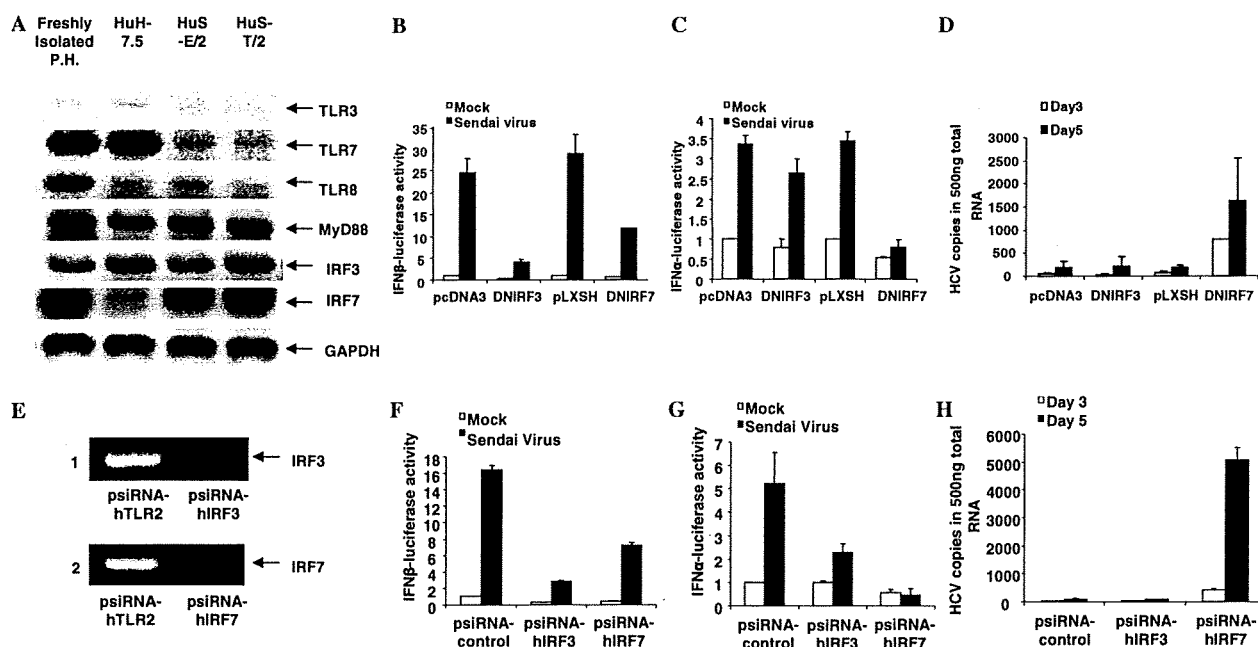 A
Freshly Isolated P.H.
HuH-7.5
HuS-E/2
HuS-T/2
TLR3
TLR7
TLR8
MyD88
IRF3
IRF7
GAPDH
B
Mock
Sendai virus
IFNβ-luciferase activity
35
30
25
20
15
10
5
0
pcDNA3 DNIRF3 pLXSH DNIRF7
C
Mock
Sendai virus
IFNα-luciferase activity
4
3.5
3
2.5
2
1.5
1
0.5
0
pcDNA3 DNIRF3 pLXSH DNIRF7
D
Day3
Day5
HCV copies in 500ng total RNA
3000
2500
2000
1500
1000
500
0
pcDNA3 DNIRF3 pLXSH DNIRF7
E
1
IRF3
psiRNA-hTLR2
psiRNA-hIRF3
2
IRF7
psiRNA-hTLR2
psiRNA-hIRF7
F
Mock
Sendai Virus
IFNβ-luciferase activity
18
16
14
12
10
8
6
4
2
0
psiRNA-control
psiRNA-hIRF3
psiRNA-hIRF7
G
Mock
Sendai Virus
IFNα-luciferase activity
7
6
5
4
3
2
1
0
psiRNA-control
psiRNA-hIRF3
psiRNA-hIRF7
H
Day 3
Day 5
HCV copies in 500ng total RNA
6000
5000
4000
3000
2000
1000
0
psiRNA-control
psiRNA-hIRF3
psiRNA-hIRF7